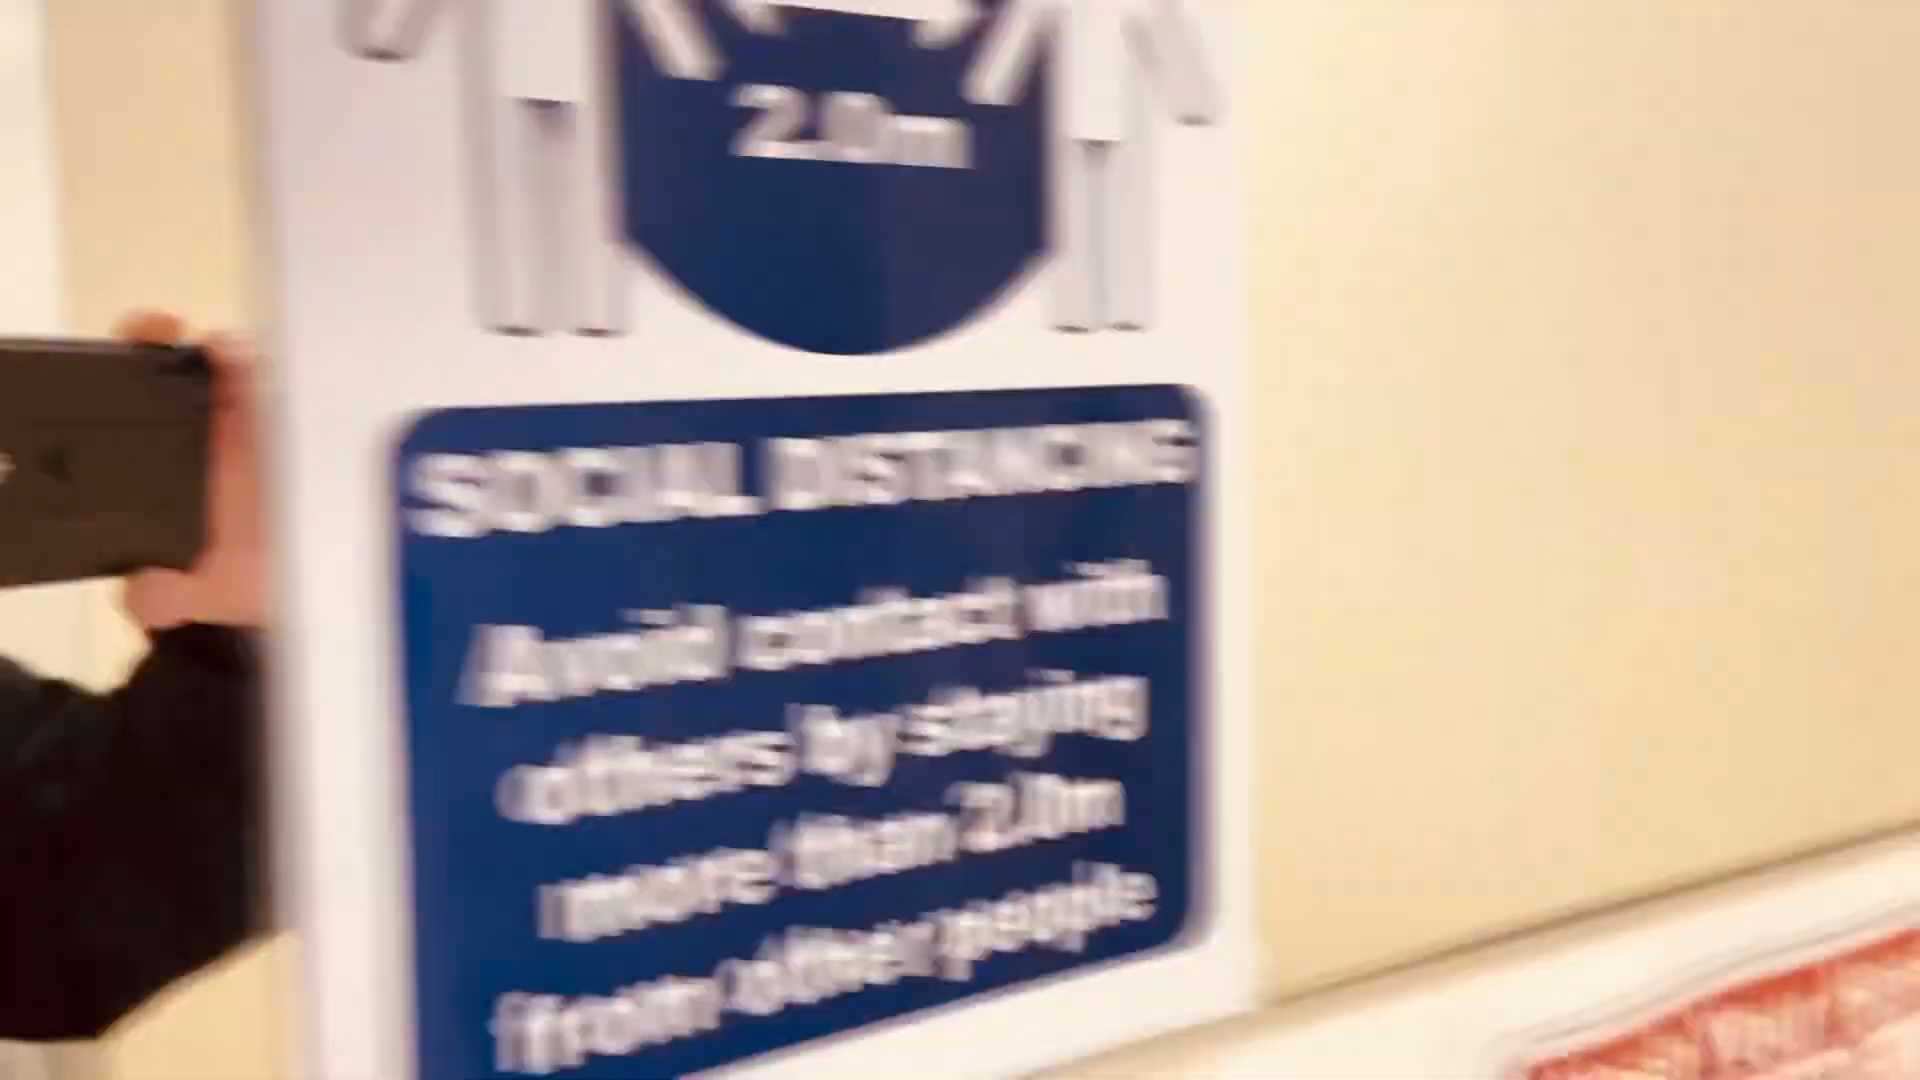 2.0m
SOCIAL DISTANCING
Avoid contact with
others by staying
more than 2.0m
from other people